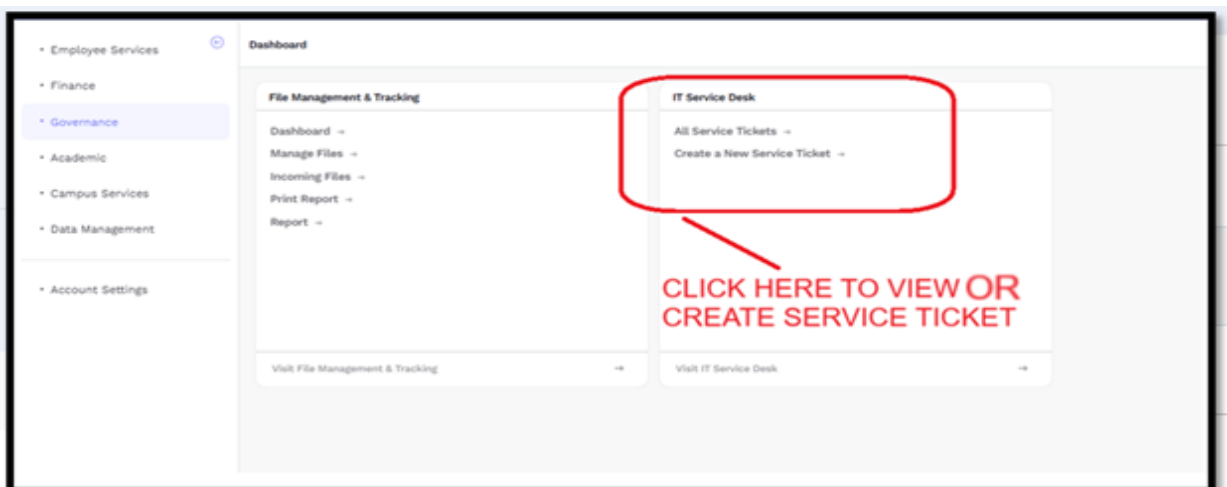 Employee Services
Finance
Governance
Academic
Campus Services
Data Management
Account Settings
Dashboard
File Management & Tracking
Dashboard →
Manage Files →
Incoming Files →
Print Report →
Report →
Visit File Management & Tracking →
IT Service Desk
All Service Tickets →
Create a New Service Ticket →
CLICK HERE TO VIEW OR
CREATE SERVICE TICKET
Visit IT Service Desk →